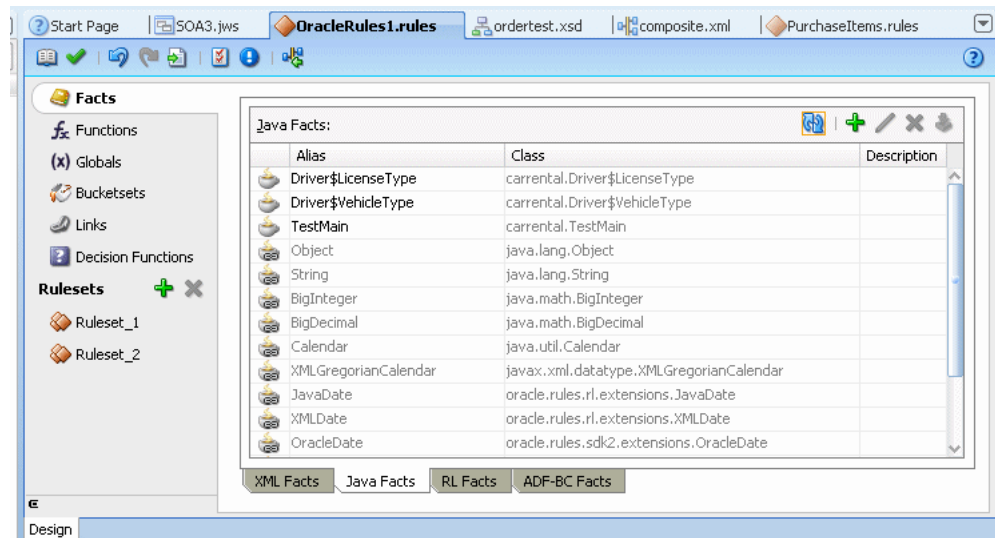 Start Page SOA3.jws OracleRules1.rules ordertest.xsd composite.xml PurchaseItems.rules
Facts
Functions
Globals
Bucketsets
Links
Decision Functions
Rulesets
Ruleset_1
Ruleset_2
Java Facts:
Alias Class Description
Driver$LicenseType carrental.Driver$LicenseType
Driver$VehicleType carrental.Driver$VehicleType
TestMain carrental.TestMain
Object java.lang.Object
String java.lang.String
BigInteger java.math.BigInteger
BigDecimal java.math.BigDecimal
Calendar java.util.Calendar
XMLGregorianCalendar javax.xml.datatype.XMLGregorianCalendar
JavaDate oracle.rules.rl.extensions.JavaDate
XMLDate oracle.rules.rl.extensions.XMLDate
OracleDate oracle.rules.sdk2.extensions.OracleDate
XML Facts Java Facts RL Facts ADF-BC Facts
Design